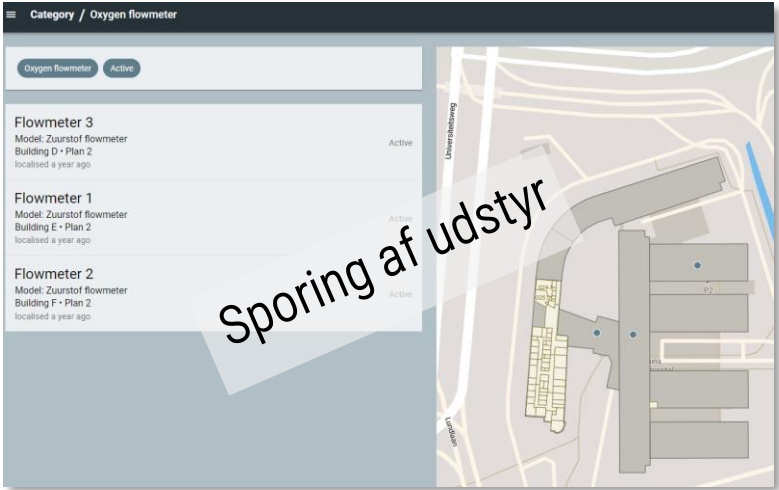 Category / Oxygen flowmeter
Oxygen flowmeter Active
Flowmeter 3
Model: Zuurstof flowmeter
Building D • Plan 2
localised a year ago
Active
Flowmeter 1
Model: Zuurstof flowmeter
Building E • Plan 2
localised a year ago
Active
Flowmeter 2
Model: Zuurstof flowmeter
Building F • Plan 2
localised a year ago
Active
Sporing af udstyr
Universiteitsweg
P2
Lundlaan